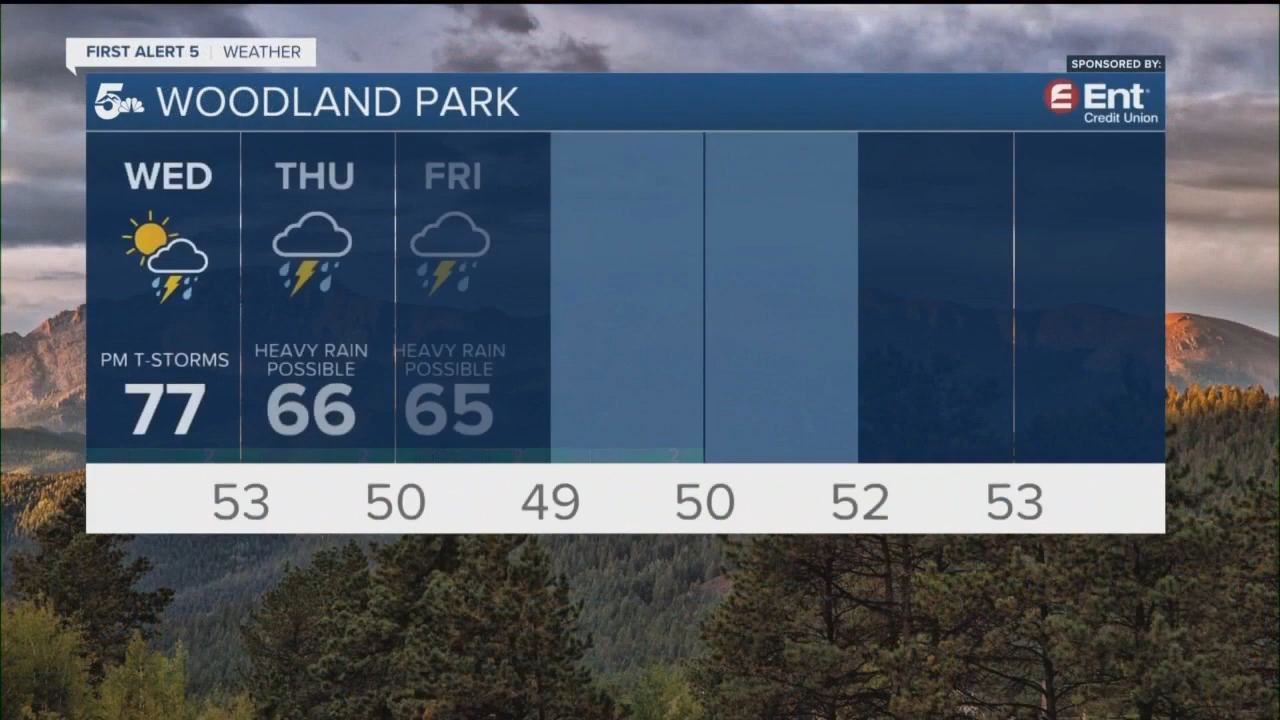 FIRST ALERT 5 | WEATHER
SPONSORED BY:
5 WOODLAND PARK
Ent
Credit Union
WED THU FRI
PM T-STORMS
HEAVY RAIN
POSSIBLE
HEAVY RAIN
POSSIBLE
77 66 65
53 50 49 50 52 53